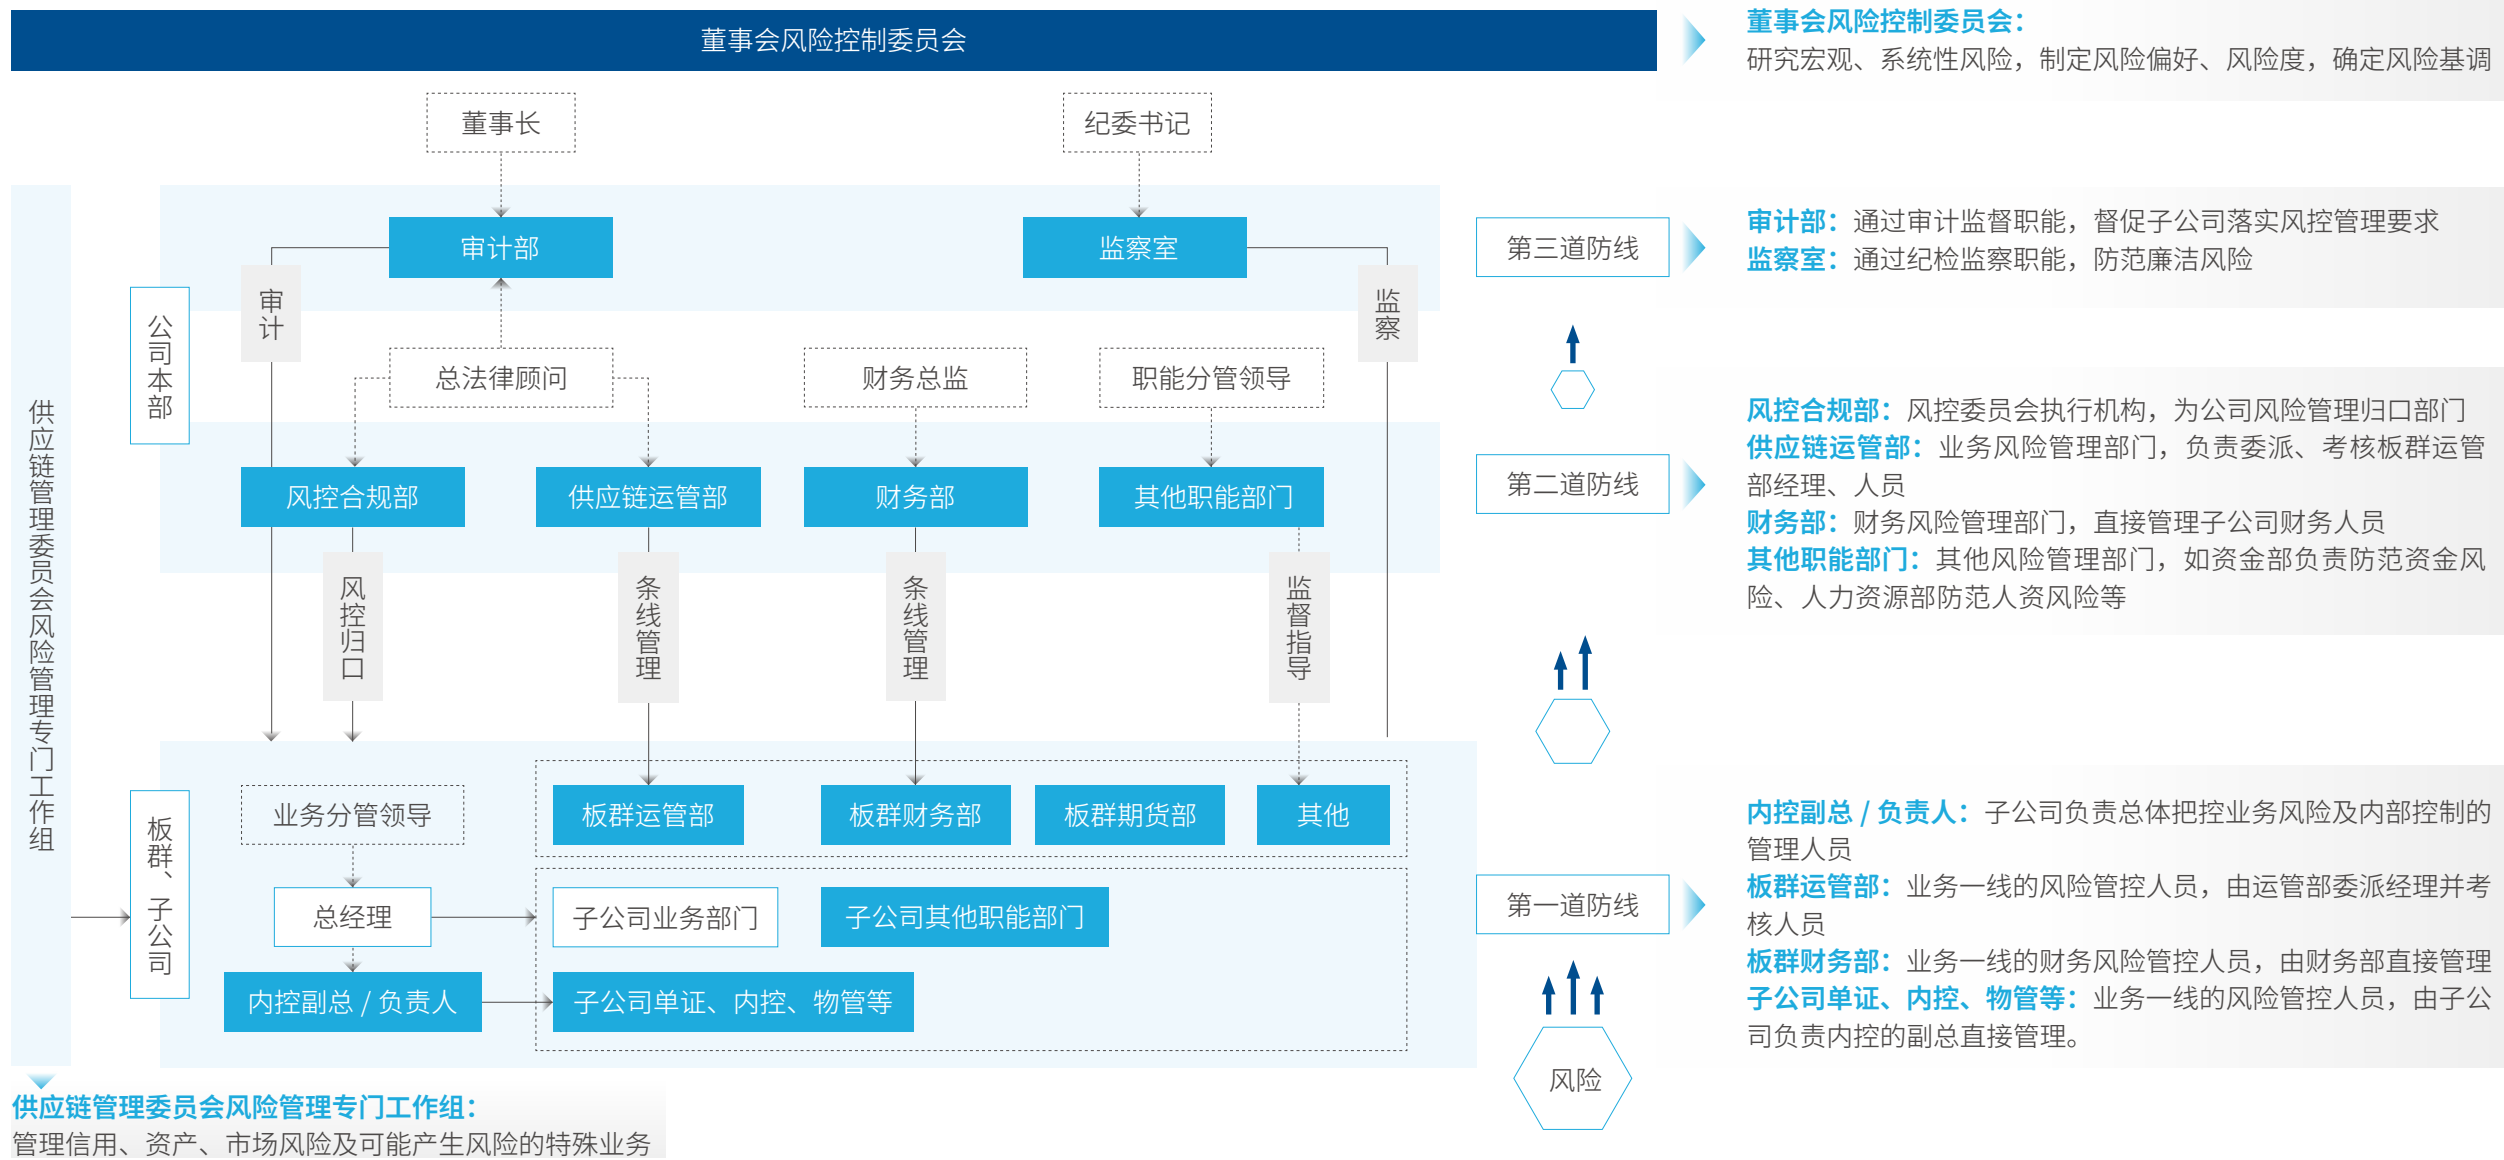 董事会风险控制委员会
董事会风险控制委员会：
研究宏观、系统性风险，制定风险偏好、风险度，确定风险基调
董事长
纪委书记
审计部
监察室
第三道防线
审计部：通过审计监督职能，督促子公司落实风控管理要求
监察室：通过纪检监察职能，防范廉洁风险
审计
监察
公司本部
总法律顾问
财务总监
职能分管领导
供应链管理委员会风险管理专门工作组
风控合规部
供应链运管部
财务部
其他职能部门
第二道防线
风控合规部：风控委员会执行机构，为公司风险管理归口部门
供应链运管部：业务风险管理部门，负责委派、考核板群运管
部经理、人员
财务部：财务风险管理部门，直接管理子公司财务人员
其他职能部门：其他风险管理部门，如资金部负责防范资金风
险、人力资源部防范人资风险等
风控归口
条线管理
条线管理
监督指导
板群、子公司
业务分管领导
板群运管部
板群财务部
板群期货部
其他
总经理
子公司业务部门
子公司其他职能部门
内控副总 / 负责人
子公司单证、内控、物管等
第一道防线
内控副总 / 负责人：子公司负责总体把控业务风险及内部控制的
管理人员
板群运管部：业务一线的风险管控人员，由运管部委派经理并考
核人员
板群财务部：业务一线的财务风险管控人员，由财务部直接管理
子公司单证、内控、物管等：业务一线的风险管控人员，由子公
司负责内控的副总直接管理。
风险
供应链管理委员会风险管理专门工作组：
管理信用、资产、市场风险及可能产生风险的特殊业务